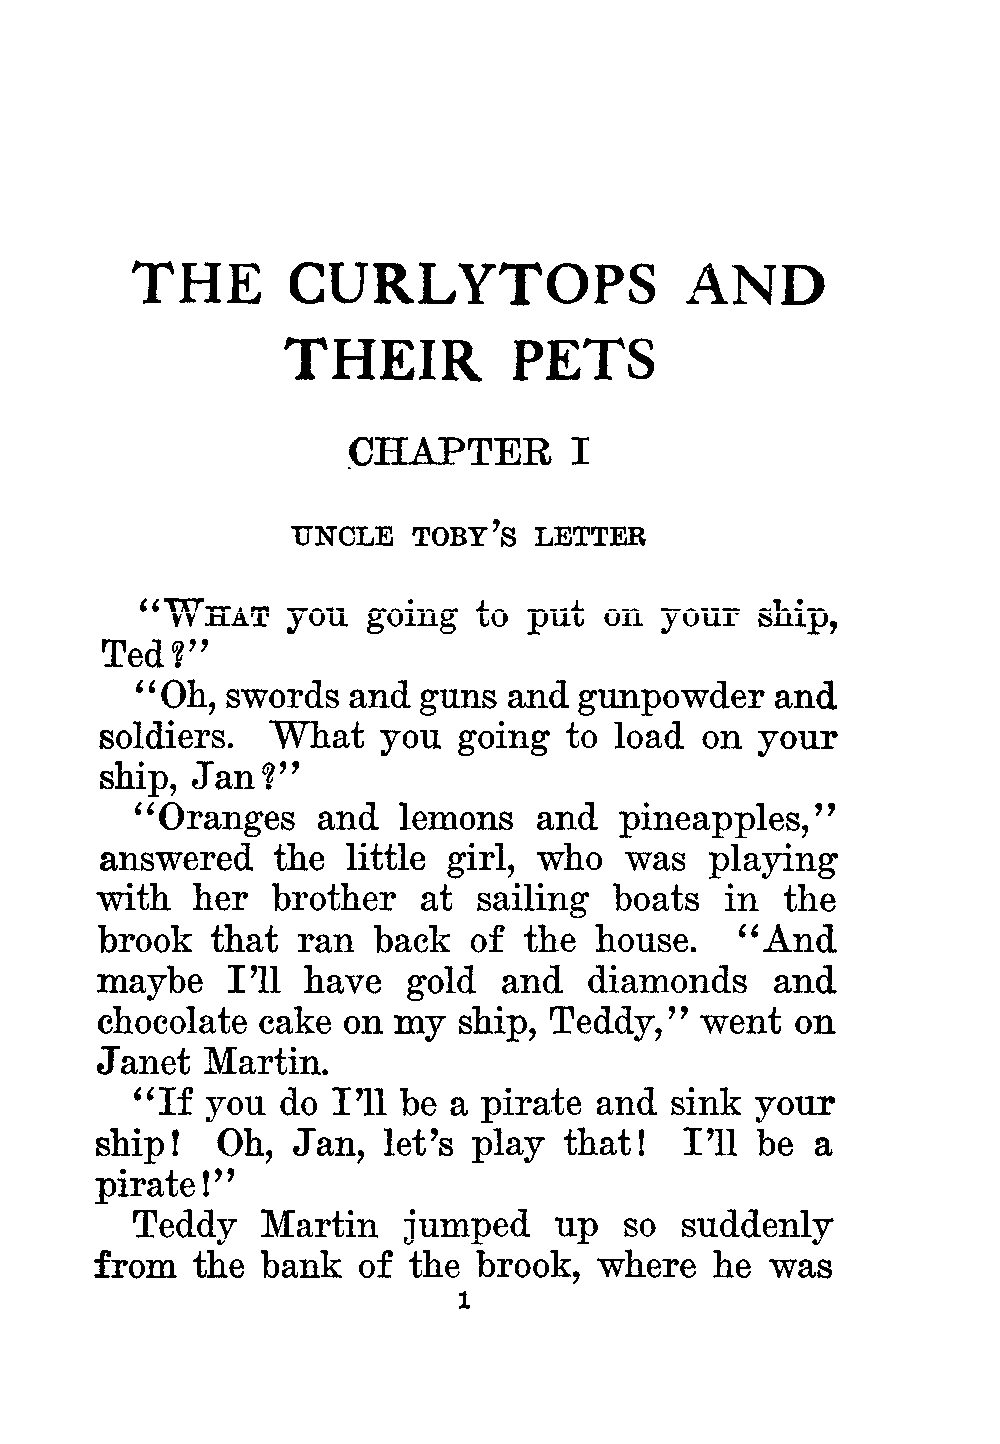 THE CURLYTOPS AND
THEIR PETS
CHAPTER I
UNCLE TOBY'S LETTER
"WHAT you going to put on your ship,
Ted?"
"Oh, swords and guns and gunpowder and
soldiers. What you going to load on your
ship, Jan?"
"Oranges and lemons and pineapples,"
answered the little girl, who was playing
with her brother at sailing boats in the
brook that ran back of the house. "And
maybe I'll have gold and diamonds and
chocolate cake on my ship, Teddy," went on
Janet Martin.
"If you do I'll be a pirate and sink your
ship! Oh, Jan, let's play that! I'll be a
pirate!"
Teddy Martin jumped up so suddenly
from the bank of the brook, where he was
1